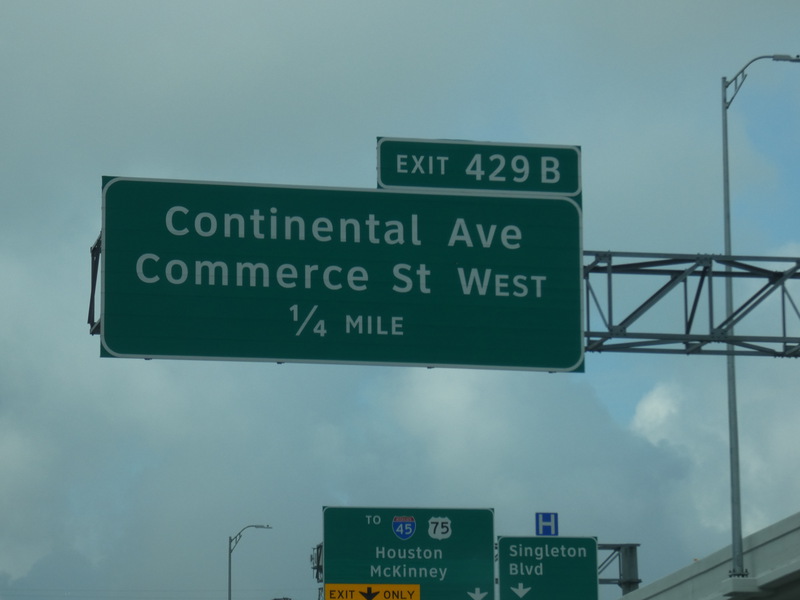 EXIT 429 B
Continental Ave
Commerce St WEST
1/4 MILE
TO 45 75
Houston
McKinney
EXIT ONLY
H
Singleton
Blvd